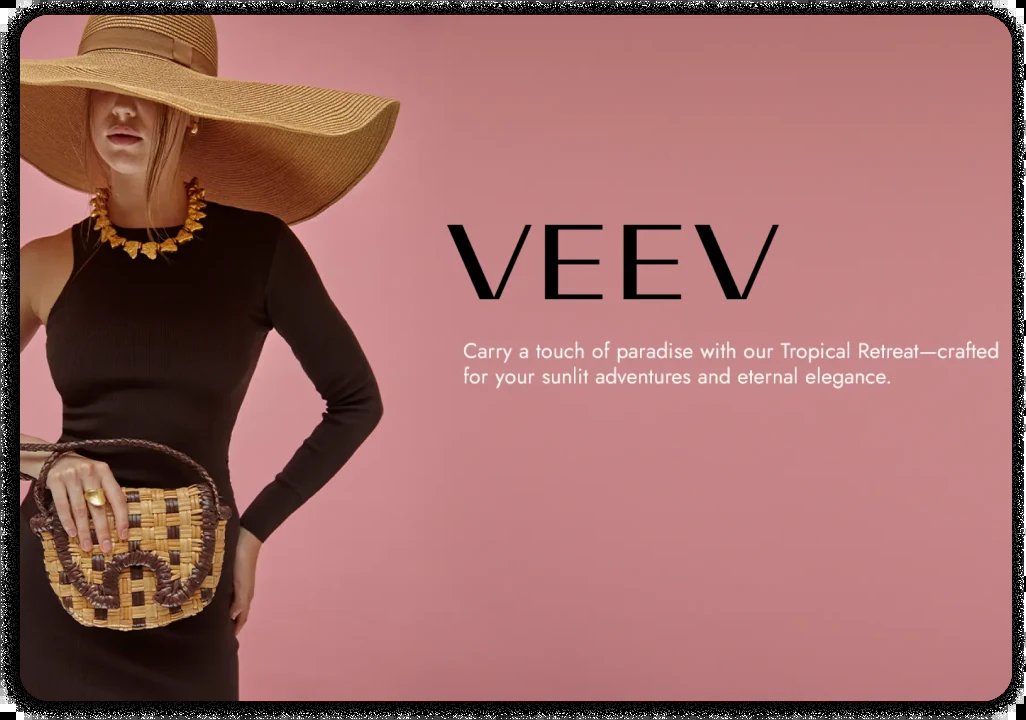 VEEV
Carry a touch of paradise with our Tropical Retreat—crafted
for your sunlit adventures and eternal elegance.